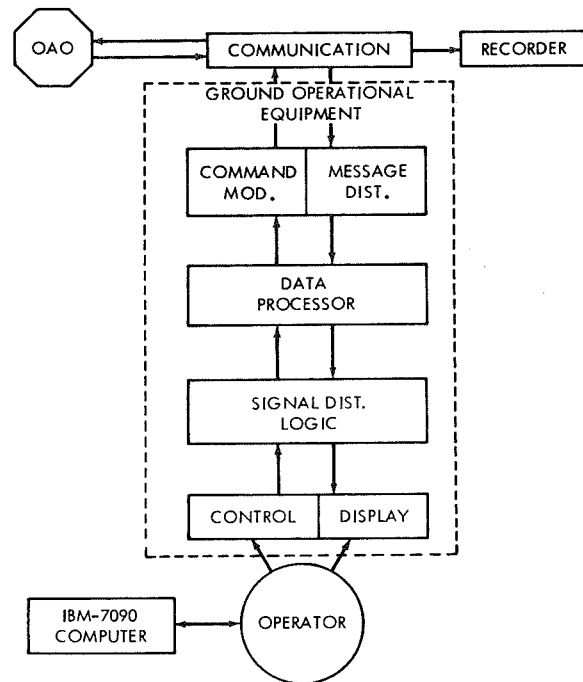 OAO
COMMUNICATION
RECORDER
GROUND OPERATIONAL
EQUIPMENT
COMMAND
MOD.
MESSAGE
DIST.
DATA
PROCESSOR
SIGNAL DIST.
LOGIC
CONTROL
DISPLAY
IBM-7090
COMPUTER
OPERATOR